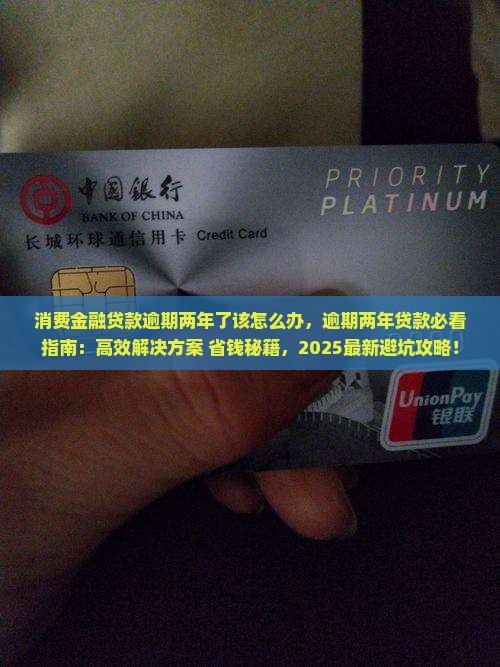 中國銀行
BANK OF CHINA
长城环球通信用卡 Credit Card
PRIORITY
PLATINUM
消费金融贷款逾期两年了该怎么办，逾期两年贷款必看
指南：高效解决方案 省钱秘籍，2025最新避坑攻略！
UnionPay
银联